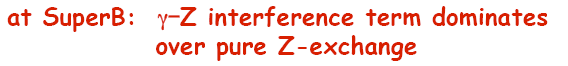 at SuperB: γ–Z interference term dominates
over pure Z-exchange